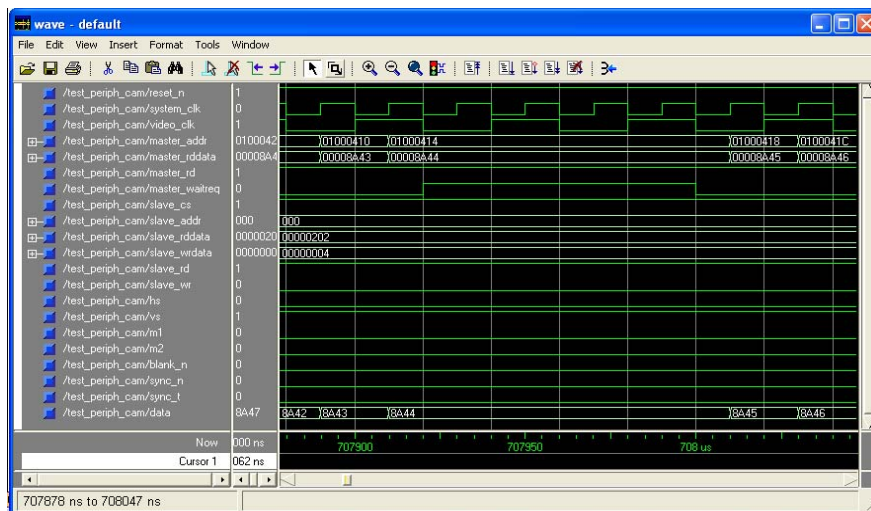 wave - default
File Edit View Insert Format Tools Window
/test_periph_cam/reset_n 1
/test_periph_cam/system_clk 0
/test_periph_cam/video_clk 1
/test_periph_cam/master_addr 0100042 01000410 01000414 01000418 0100041C
/test_periph_cam/master_rddata 00008A4 00008A43 00008A44 00008A45 00008A46
/test_periph_cam/master_rd 1
/test_periph_cam/master_waitreq 0
/test_periph_cam/slave_cs 1
/test_periph_cam/slave_addr 000 000
/test_periph_cam/slave_rddata 0000020 00000202
/test_periph_cam/slave_wrdata 0000000 00000004
/test_periph_cam/slave_rd 1
/test_periph_cam/slave_wr 0
/test_periph_cam/hs 0
/test_periph_cam/vs 1
/test_periph_cam/m1 0
/test_periph_cam/m2 0
/test_periph_cam/blank_n 0
/test_periph_cam/sync_n 0
/test_periph_cam/sync_t 0
/test_periph_cam/data 8A47 8A42 8A43 8A44 8A45 8A46
Now 000 ns 707900 707950 708 us
Cursor 1 062 ns
707878 ns to 708047 ns